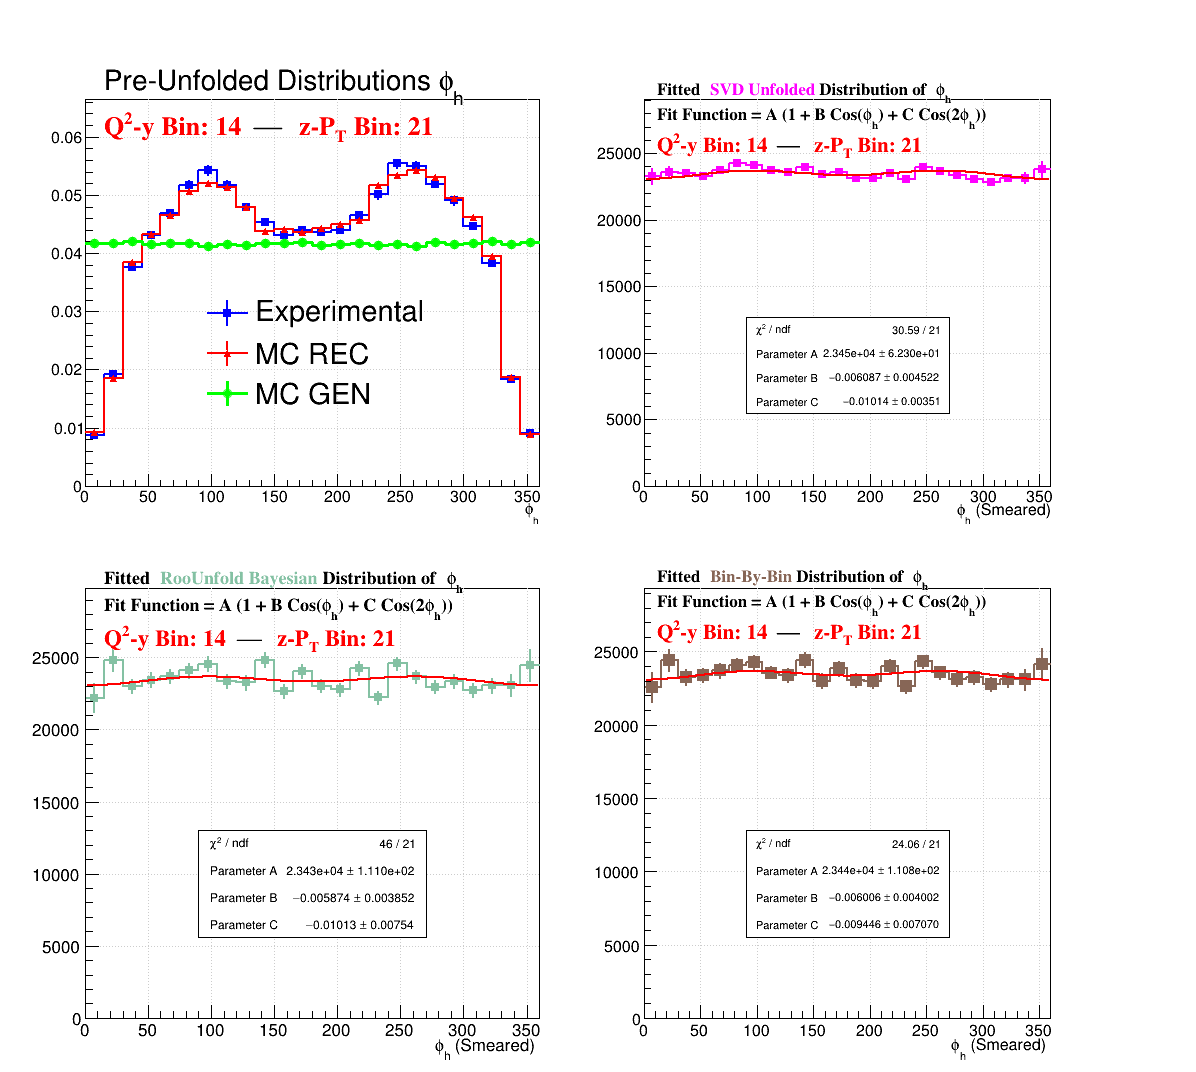 Pre-Unfolded Distributions ϕh
Q²-y Bin: 14 — z-PT Bin: 21
0.06
0.05
0.04
0.03
0.02
0.01
0
Experimental
MC REC
MC GEN
0 50 100 150 200 250 300 350
ϕh
Fitted SVD Unfolded Distribution of ϕh
Fit Function = A (1 + B Cos(ϕh) + C Cos(2ϕh))
Q²-y Bin: 14 — z-PT Bin: 21
25000
20000
15000
10000
5000
0
χ² / ndf 30.59 / 21
Parameter A 2.345e+04 ± 6.230e+01
Parameter B −0.006087 ± 0.004522
Parameter C −0.01014 ± 0.00351
0 50 100 150 200 250 300 350
ϕh (Smeared)
Fitted RooUnfold Bayesian Distribution of ϕh
Fit Function = A (1 + B Cos(ϕh) + C Cos(2ϕh))
Q²-y Bin: 14 — z-PT Bin: 21
25000
20000
15000
10000
5000
0
χ² / ndf 46 / 21
Parameter A 2.343e+04 ± 1.110e+02
Parameter B −0.005874 ± 0.003852
Parameter C −0.01013 ± 0.00754
0 50 100 150 200 250 300 350
ϕh (Smeared)
Fitted Bin-By-Bin Distribution of ϕh
Fit Function = A (1 + B Cos(ϕh) + C Cos(2ϕh))
Q²-y Bin: 14 — z-PT Bin: 21
25000
20000
15000
10000
5000
0
χ² / ndf 24.06 / 21
Parameter A 2.344e+04 ± 1.108e+02
Parameter B −0.006006 ± 0.004002
Parameter C −0.009446 ± 0.007070
0 50 100 150 200 250 300 350
ϕh (Smeared)